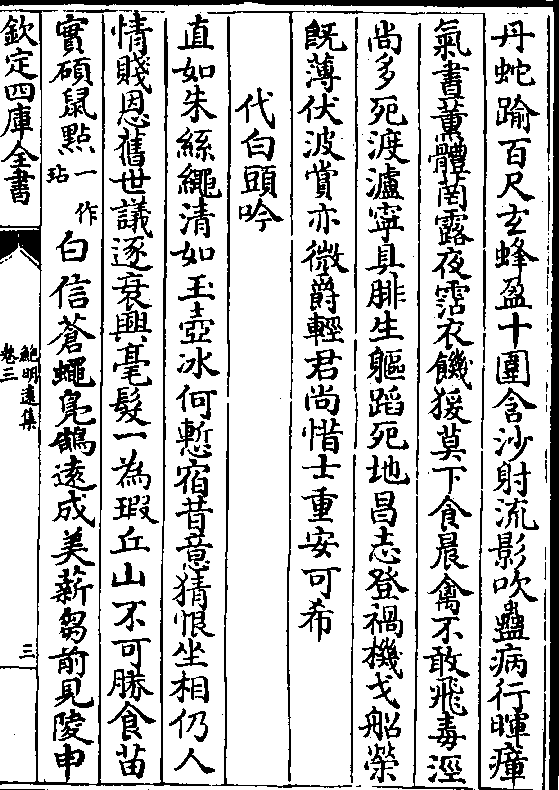 丹蛇踰百尺玄蜂盈十圍含沙射流影吹蠱病行暉瘴
氣晝薰體菵露夜霑衣饑猨莫下食晨禽不敢飛毒涇
尚多死渡瀘寧具腓生軀蹈死地昌志登禍機戈船榮
既薄伏波賞亦微爵輕君尚惜士重安可希
代白頭吟
直如朱絲繩清如玉壺冰何慙宿昔意猜恨坐相仍人
情賤恩舊世議逐衰興毫髮一為瑕丘山不可勝食苗
實碩鼠點一作玷白信蒼蠅鳧鵠遠成美薪芻前見陵申
欽定四庫全書
鮑明遠集
卷三
三